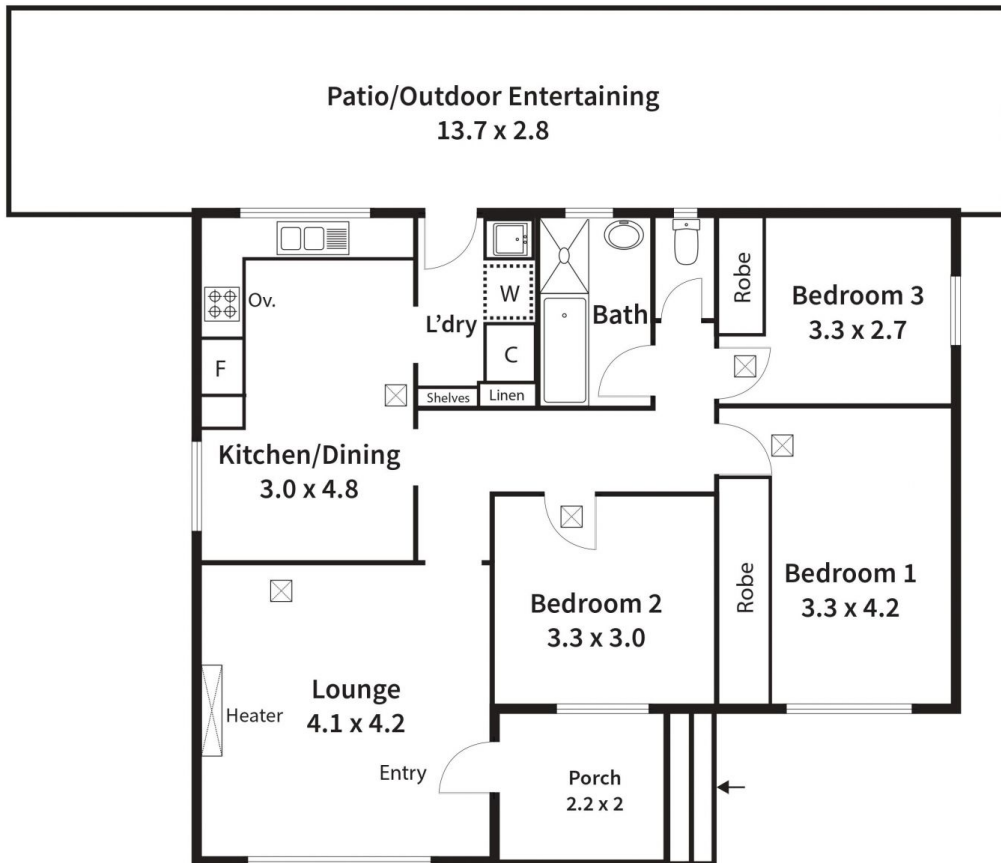 Patio/Outdoor Entertaining
13.7 x 2.8
Ov.
F
Kitchen/Dining
3.0 x 4.8
L'dry
W
C
Shelves
Linen
Bath
Robe
Bedroom 3
3.3 x 2.7
Robe
Bedroom 1
3.3 x 4.2
Bedroom 2
3.3 x 3.0
Lounge
4.1 x 4.2
Heater
Entry
Porch
2.2 x 2